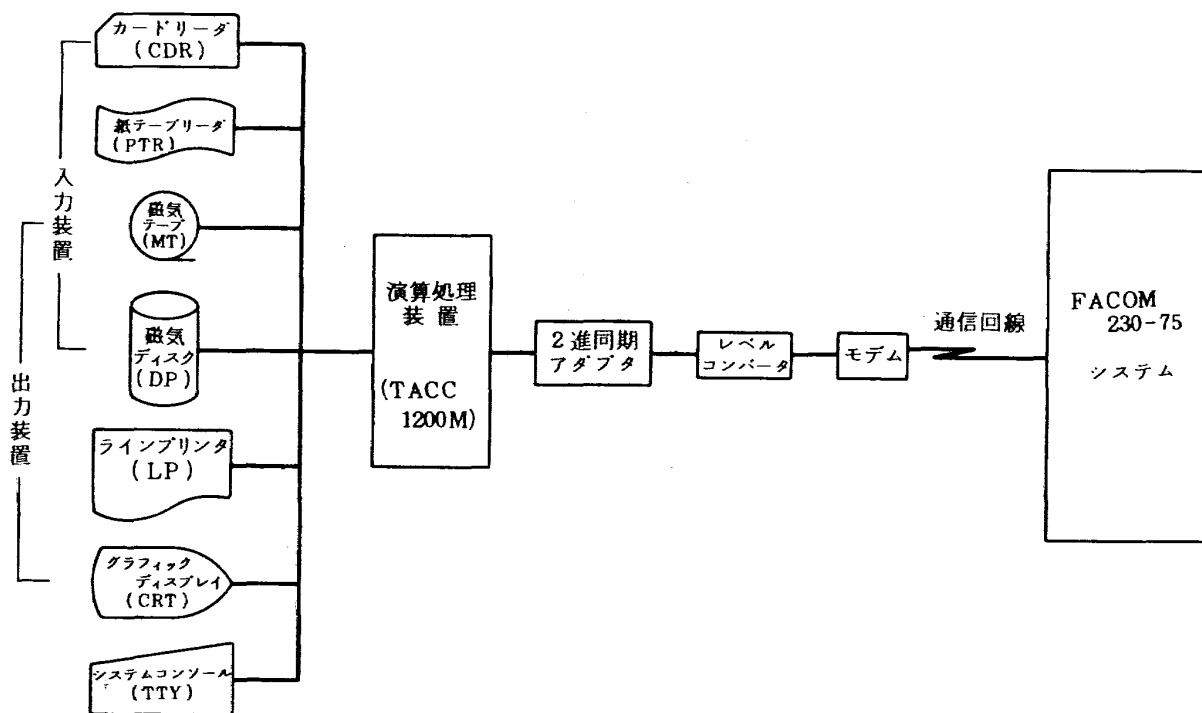 カードリーダ
(CDR)
紙テープリーダ
(PTR)
磁気
テープ
(MT)
磁気
ディスク
(DP)
ラインプリンタ
(LP)
グラフィック
ディスプレイ
(CRT)
システムコンソール
(TTY)
入力装置
出力装置
演算処理
装置
(TACC
1200M)
2進同期
アダプタ
レベル
コンバータ
モデム
通信回線
FACOM
230-75
システム